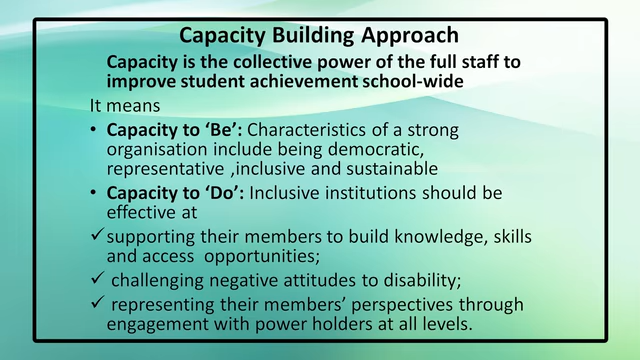 Capacity Building Approach
Capacity is the collective power of the full staff to
improve student achievement school-wide
It means
• Capacity to ‘Be’: Characteristics of a strong
organisation include being democratic,
representative ,inclusive and sustainable
• Capacity to ‘Do’: Inclusive institutions should be
effective at
✓supporting their members to build knowledge, skills
and access opportunities;
✓ challenging negative attitudes to disability;
✓ representing their members’ perspectives through
engagement with power holders at all levels.